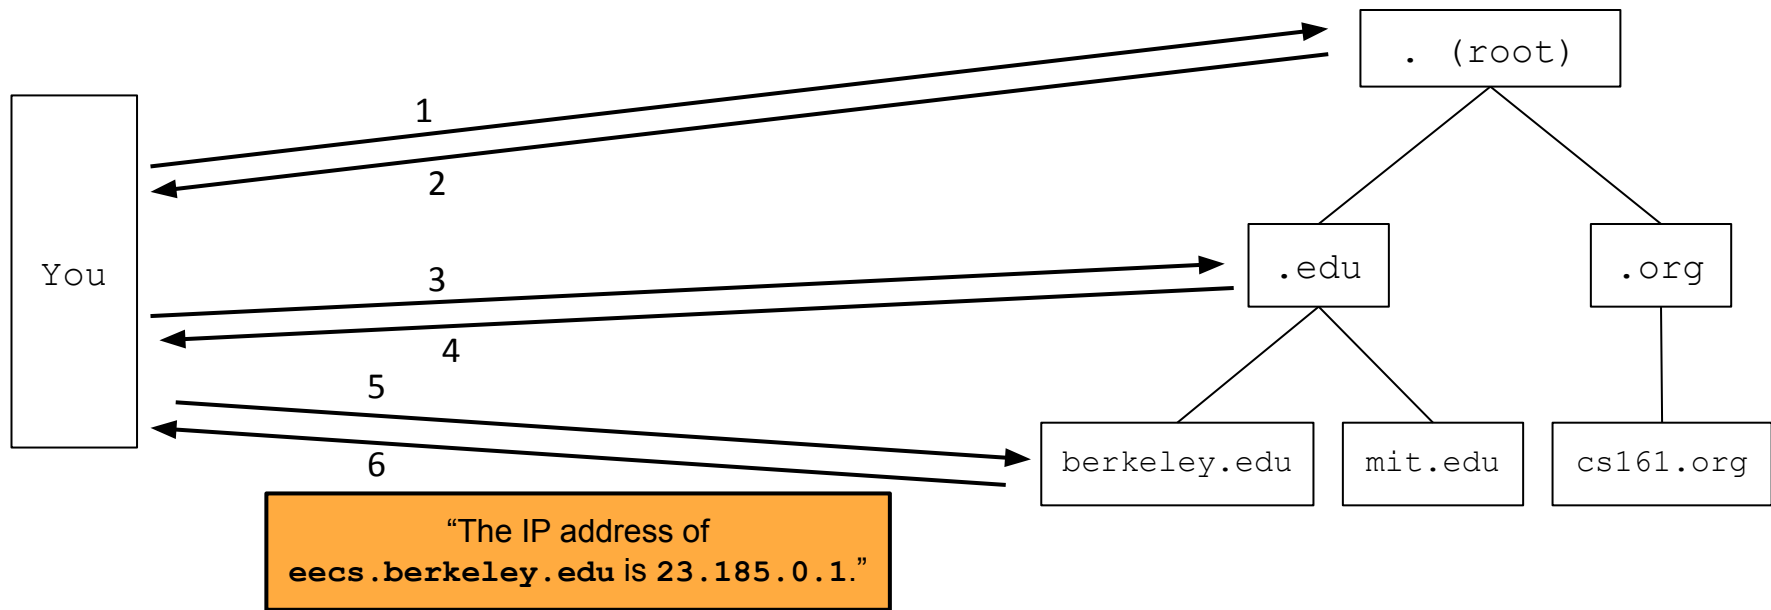 . (root)
1
2
You
.edu
.org
3
4
5
6
berkeley.edu
mit.edu
cs161.org
“The IP address of
eecs.berkeley.edu is 23.185.0.1.”